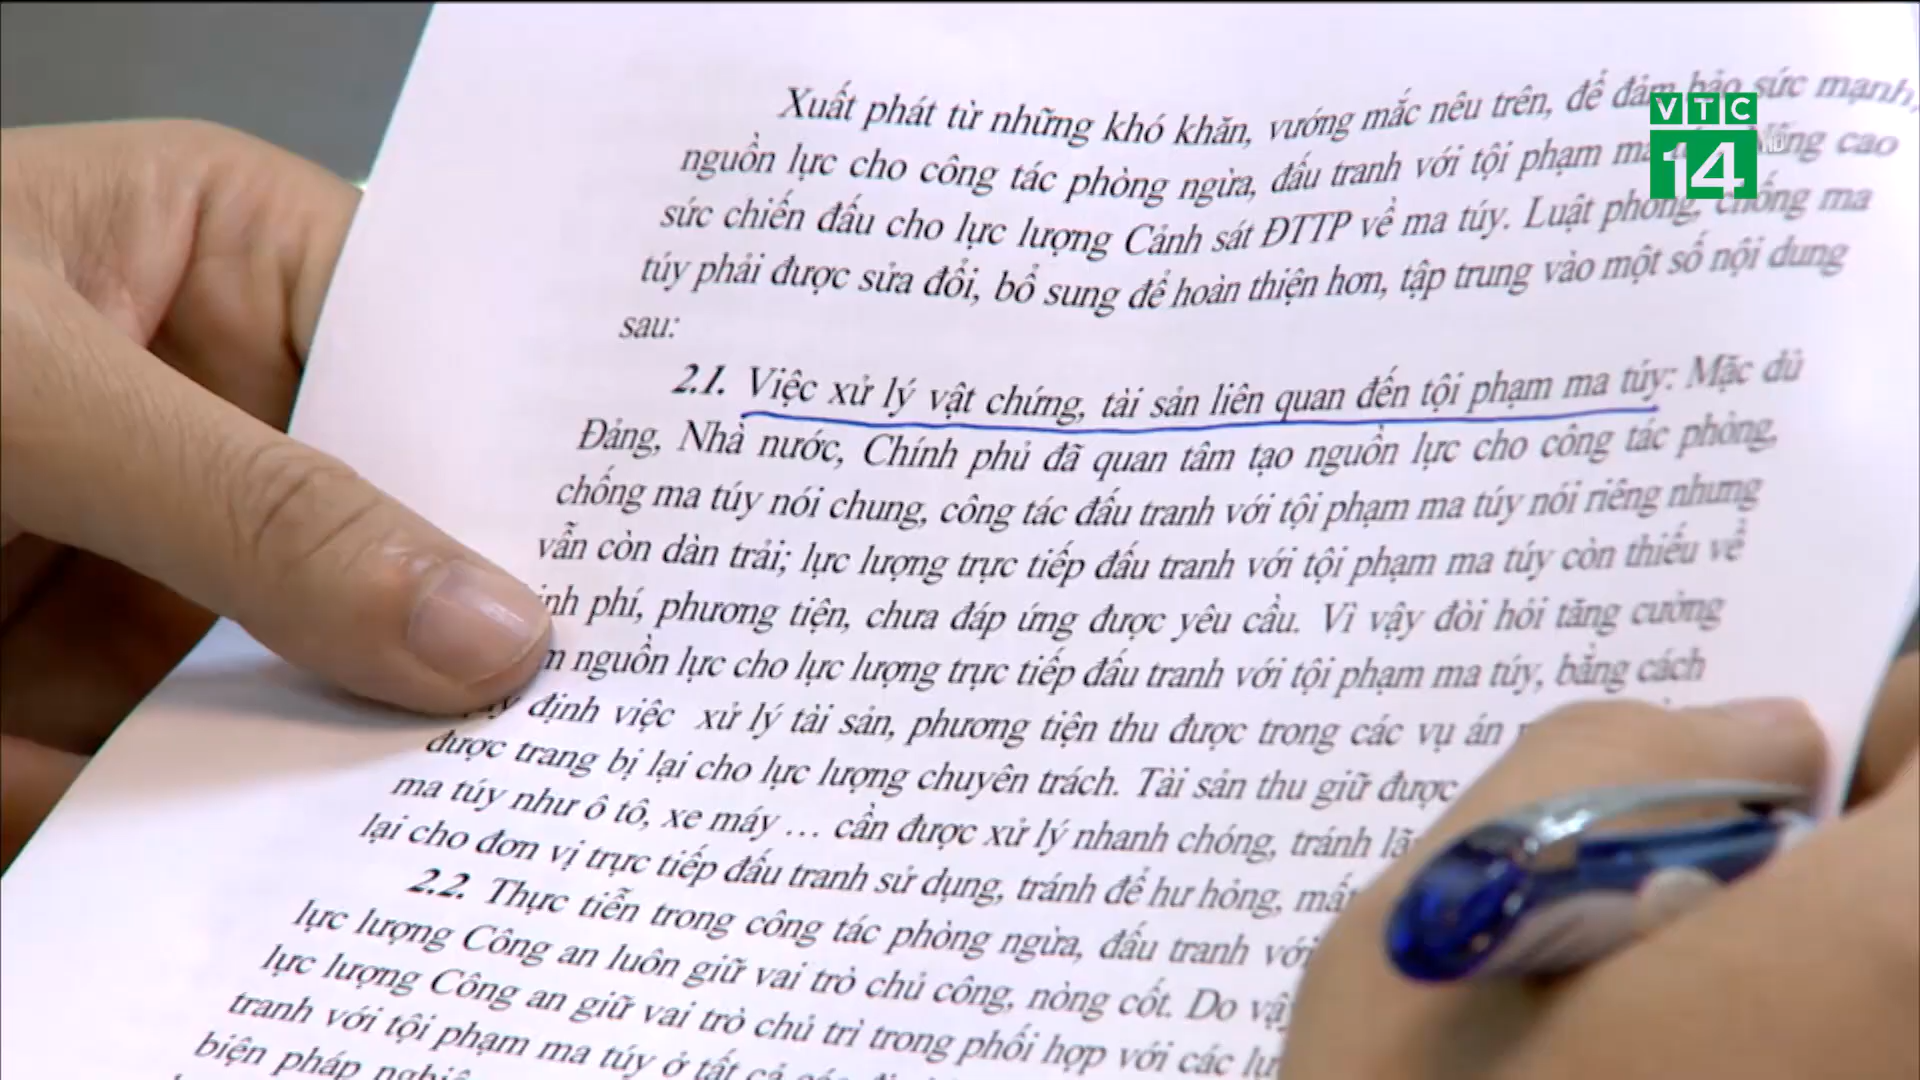 Xuất phát từ những khó khăn, vướng mắc nêu trên, để đảm bảo sức mạnh,
nguồn lực cho công tác phòng ngừa, đấu tranh với tội phạm ma Nâng cao
sức chiến đấu cho lực lượng Cảnh sát ĐTTP về ma túy. Luật phòng, chống ma
túy phải được sửa đổi, bổ sung để hoàn thiện hơn, tập trung vào một số nội dung
sau:
2.1. Việc xử lý vật chứng, tài sản liên quan đến tội phạm ma túy: Mặc dù
Đảng, Nhà nước, Chính phủ đã quan tâm tạo nguồn lực cho công tác phòng,
chống ma túy nói chung, công tác đấu tranh với tội phạm ma túy nói riêng nhưng
vẫn còn dàn trải; lực lượng trực tiếp đấu tranh với tội phạm ma túy còn thiếu về
inh phí, phương tiện, chưa đáp ứng được yêu cầu. Vì vậy đòi hỏi tăng cường
m nguồn lực cho lực lượng trực tiếp đấu tranh với tội phạm ma túy, bằng cách
định việc xử lý tài sản, phương tiện thu được trong các vụ án
được trang bị lại cho lực lượng chuyên trách. Tài sản thu giữ được
ma túy như ô tô, xe máy ... cần được xử lý nhanh chóng, tránh lã
lại cho đơn vị trực tiếp đấu tranh sử dụng, tránh để hư hỏng, mất
2.2. Thực tiễn trong công tác phòng ngừa, đấu tranh với
lực lượng Công an luôn giữ vai trò chủ công, nòng cốt. Do vậy
lực lượng Công an giữ vai trò chủ trì trong phối hợp với các lự
tranh với tội phạm ma túy ở tất cả các
biện pháp
VTC
14